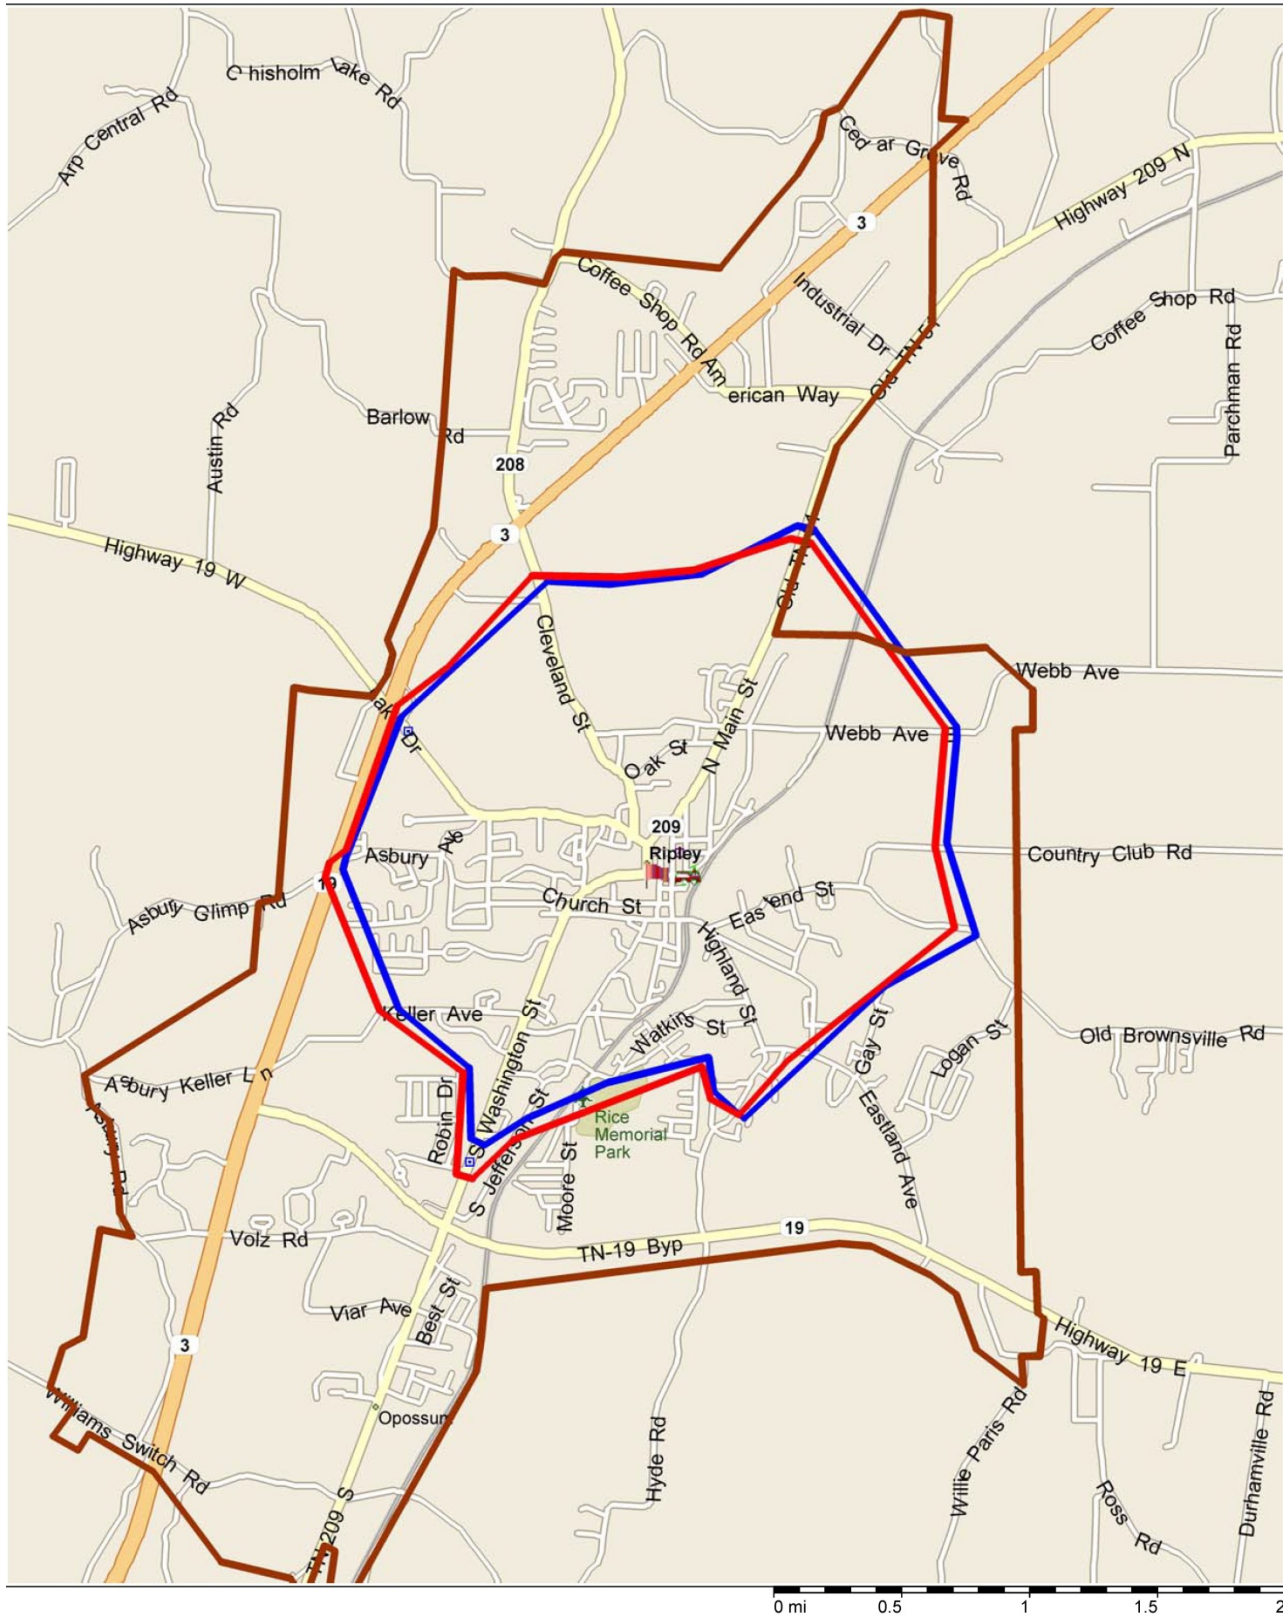 Chisholm Lake Rd
Arp Central Rd
Cedar Grove Rd
Highway 209 N
3
Coffee Shop Rd
Industrial Dr
Coffee Shop Rd
Old TN 51
American Way
Parchman Rd
Austin Rd
Barlow Rd
208
3
Highway 19 W
Old TN
Cleveland St
Webb Ave
Lake Dr
N Main St
Webb Ave E
Oak St
209
Asbury Ave
Ripley
Country Club Rd
19
Asbury Glimp Rd
Church St
Eastend St
Highland St
Keller Ave
Watkins St
Gay St
Logan St
Old Brownsville Rd
Asbury Keller Ln
S Washington St
Robin Dr
S Jefferson St
Rice
Memorial
Park
Asbury Rd
Moore St
Eastland Ave
Volz Rd
TN-19 Byp
19
Viar Ave
Best St
3
Highway 19 E
Williams Switch Rd
Opossum
Hyde Rd
Willie Paris Rd
Ross Rd
Durhamville Rd
TN 209 S
0 mi 0.5 1 1.5 2